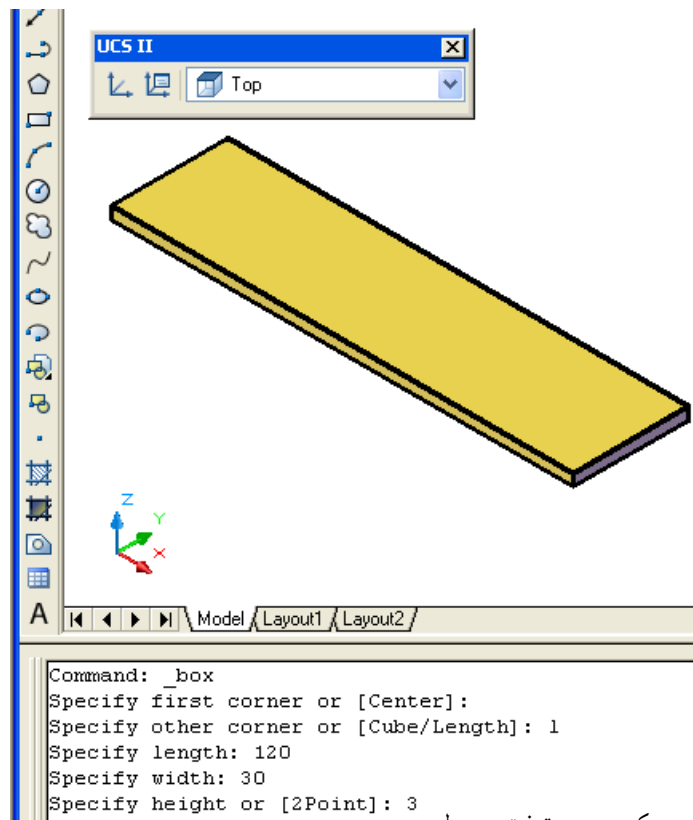 UCS II
Top
Z
Y
X
A
Model Layout1 Layout2
Command: _box
Specify first corner or [Center]:
Specify other corner or [Cube/Length]: l
Specify length: 120
Specify width: 30
Specify height or [2Point]: 3